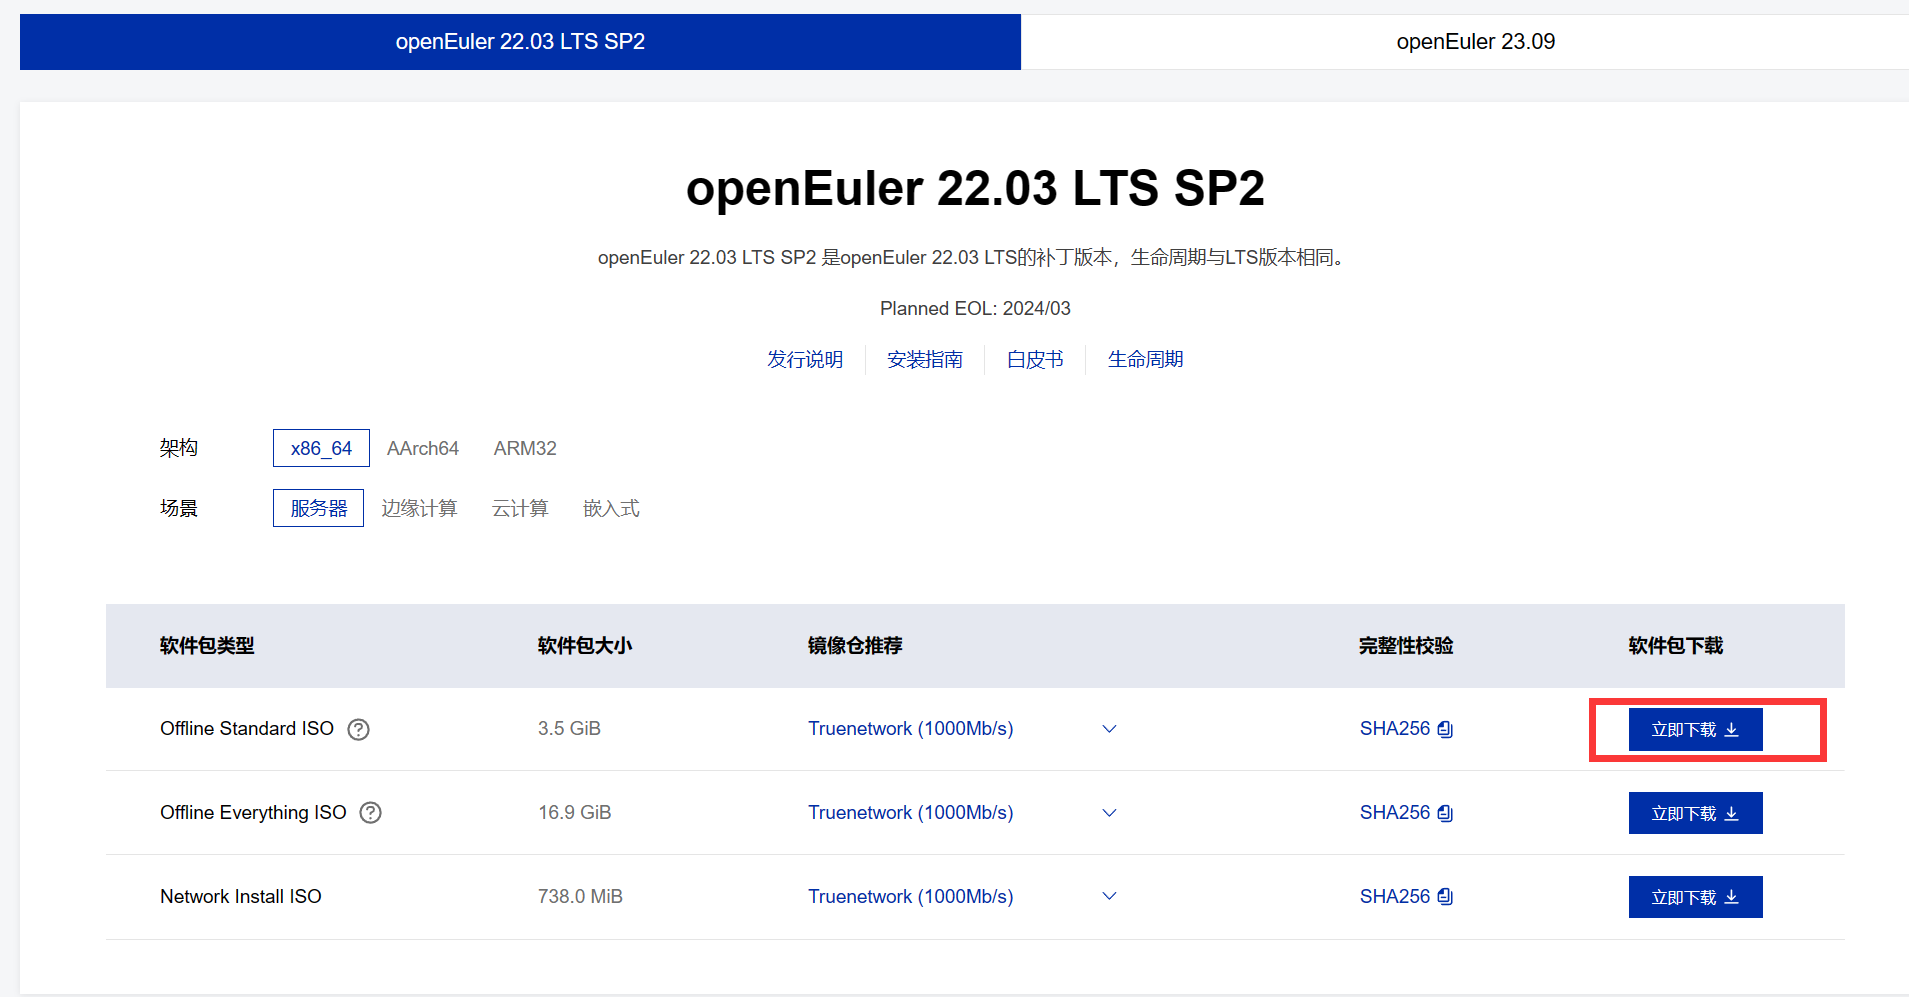 openEuler 22.03 LTS SP2
openEuler 23.09
openEuler 22.03 LTS SP2
openEuler 22.03 LTS SP2 是openEuler 22.03 LTS的补丁版本，生命周期与LTS版本相同。
Planned EOL: 2024/03
发行说明 安装指南 白皮书 生命周期
架构 x86_64 AArch64 ARM32
场景 服务器 边缘计算 云计算 嵌入式
软件包类型 软件包大小 镜像仓推荐 完整性校验 软件包下载
Offline Standard ISO 3.5 GiB Truenetwork (1000Mb/s) SHA256 立即下载
Offline Everything ISO 16.9 GiB Truenetwork (1000Mb/s) SHA256 立即下载
Network Install ISO 738.0 MiB Truenetwork (1000Mb/s) SHA256 立即下载